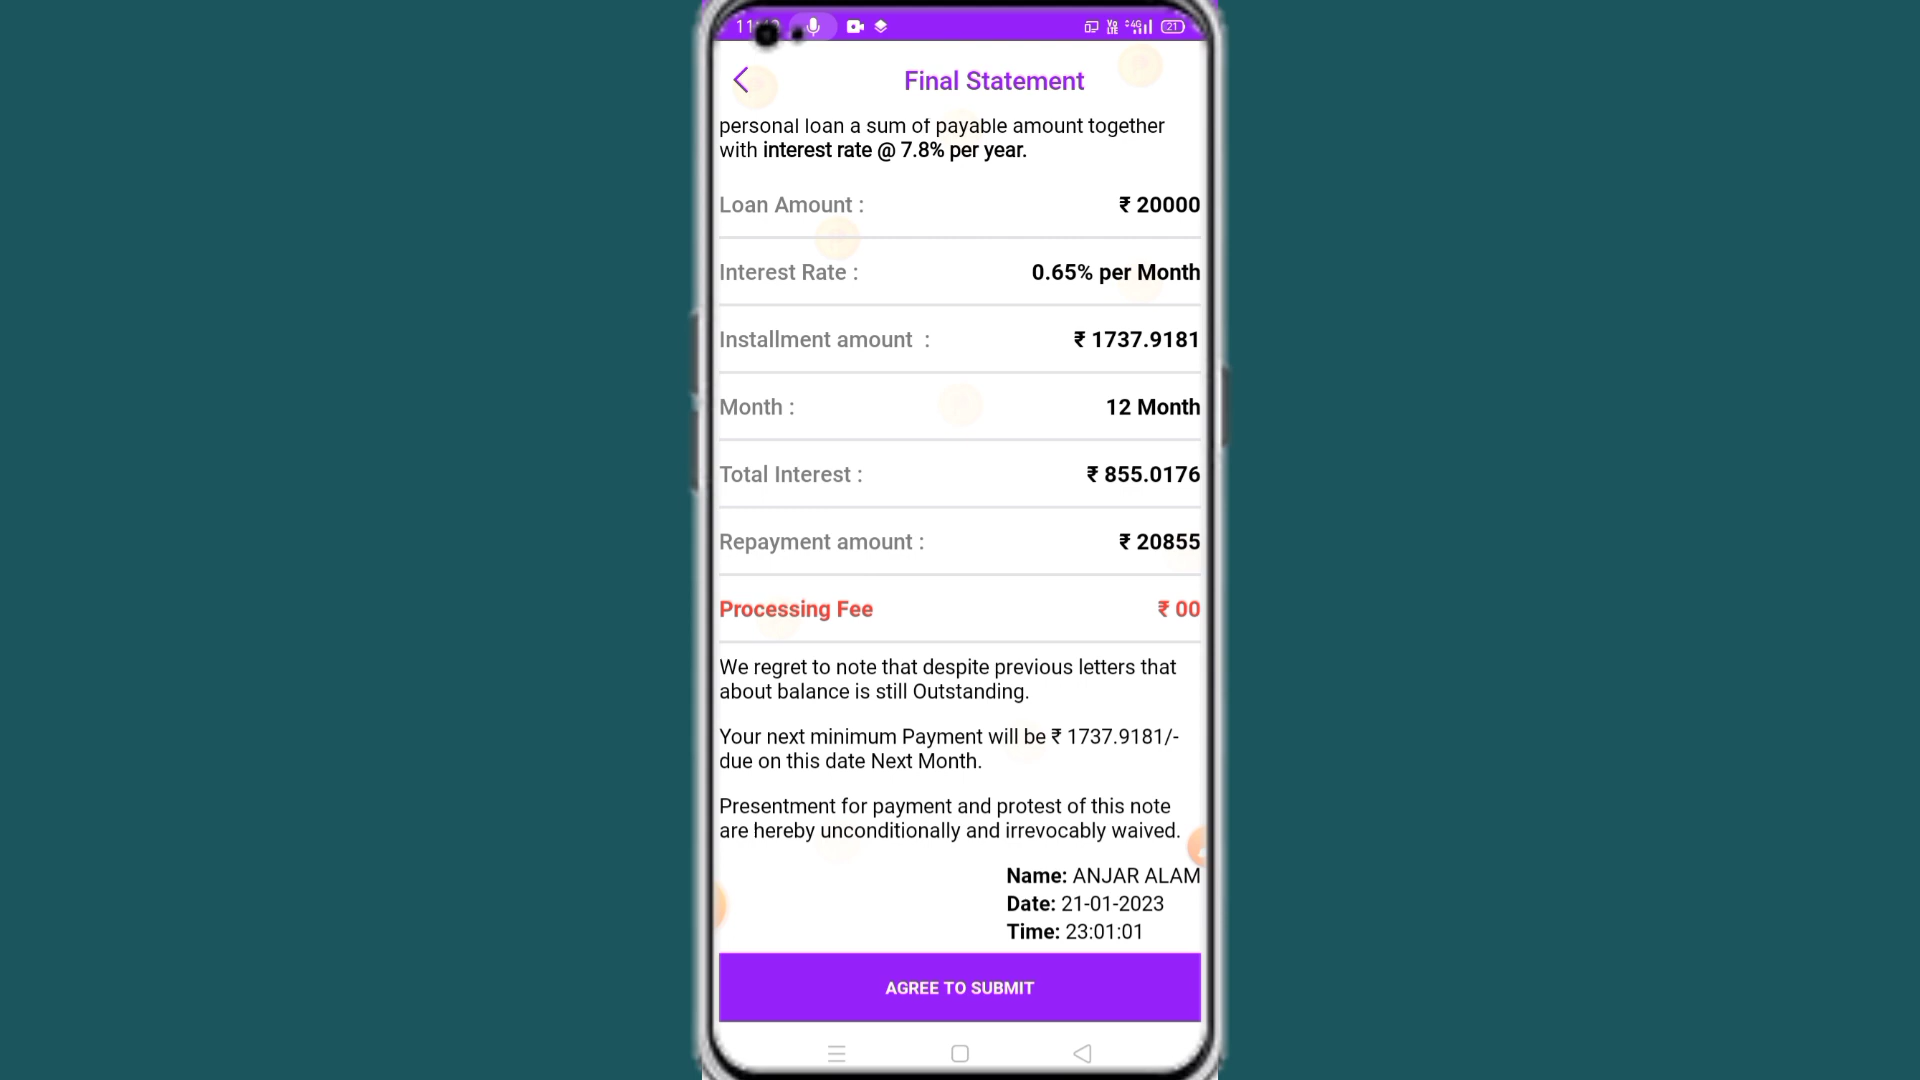 21
Final Statement
personal loan a sum of payable amount together
with interest rate @ 7.8% per year.
Loan Amount : ₹ 20000
Interest Rate : 0.65% per Month
Installment amount : ₹ 1737.9181
Month : 12 Month
Total Interest : ₹ 855.0176
Repayment amount : ₹ 20855
Processing Fee ₹ 00
We regret to note that despite previous letters that
about balance is still Outstanding.
Your next minimum Payment will be ₹ 1737.9181/-
due on this date Next Month.
Presentment for payment and protest of this note
are hereby unconditionally and irrevocably waived.
Name: ANJAR ALAM
Date: 21-01-2023
Time: 23:01:01
AGREE TO SUBMIT